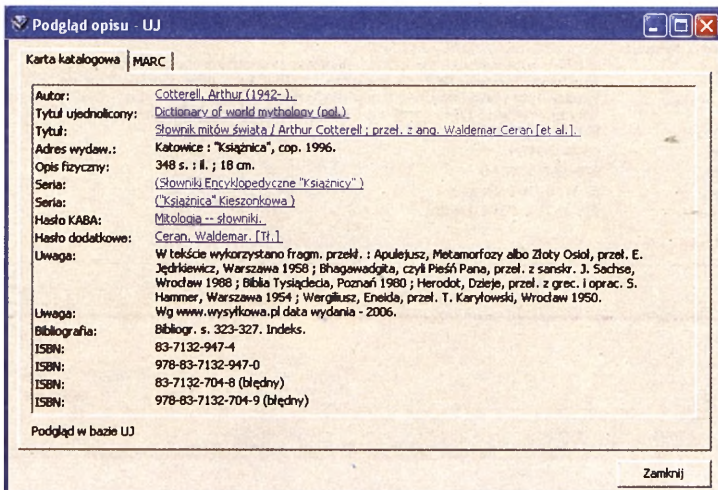 Podgląd opisu - UJ
Karta katalogowa MARC
Autor: Cotterell, Arthur (1942- ).
Tytuł ujednolicony: Dictionary of world mythology (pol.)
Tytuł: Słownik mitów świata / Arthur Cotterell ; przeł. z ang. Waldemar Ceran [et al.].
Adres wydaw.: Katowice : "Książnica", cop. 1996.
Opis fizyczny: 348 s. : il. ; 18 cm.
Seria: (Słowniki Encyklopedyczne "Książnicy" )
Seria: ("Książnica" Kieszonkowa )
Hasło KABA: Mitologia -- słowniki.
Hasło dodatkowe: Ceran, Waldemar. [Tł.]
Uwaga: W tekście wykorzystano fragm. przekł. : Apulejusz, Metamorfozy albo Złoty Osioł, przeł. E.
Jędrkiewicz, Warszawa 1958 ; Bhagawadgita, czyli Pieśń Pana, przeł. z sanskr. J. Sachse,
Wrocław 1988 ; Biblia Tysiąclecia, Poznań 1980 ; Herodot, Dzieje, przeł. z grec. i oprac. S.
Hammer, Warszawa 1954 ; Wergiliusz, Eneida, przeł. T. Karyłowski, Wrocław 1950.
Uwaga: Wg www.wysyłkowa.pl data wydania - 2006.
Bibliografia: Bibliogr. s. 323-327. Indeks.
ISBN: 83-7132-947-4
ISBN: 978-83-7132-947-0
ISBN: 83-7132-704-8 (błędny)
ISBN: 978-83-7132-704-9 (błędny)
Podgląd w bazie UJ
Zamknij